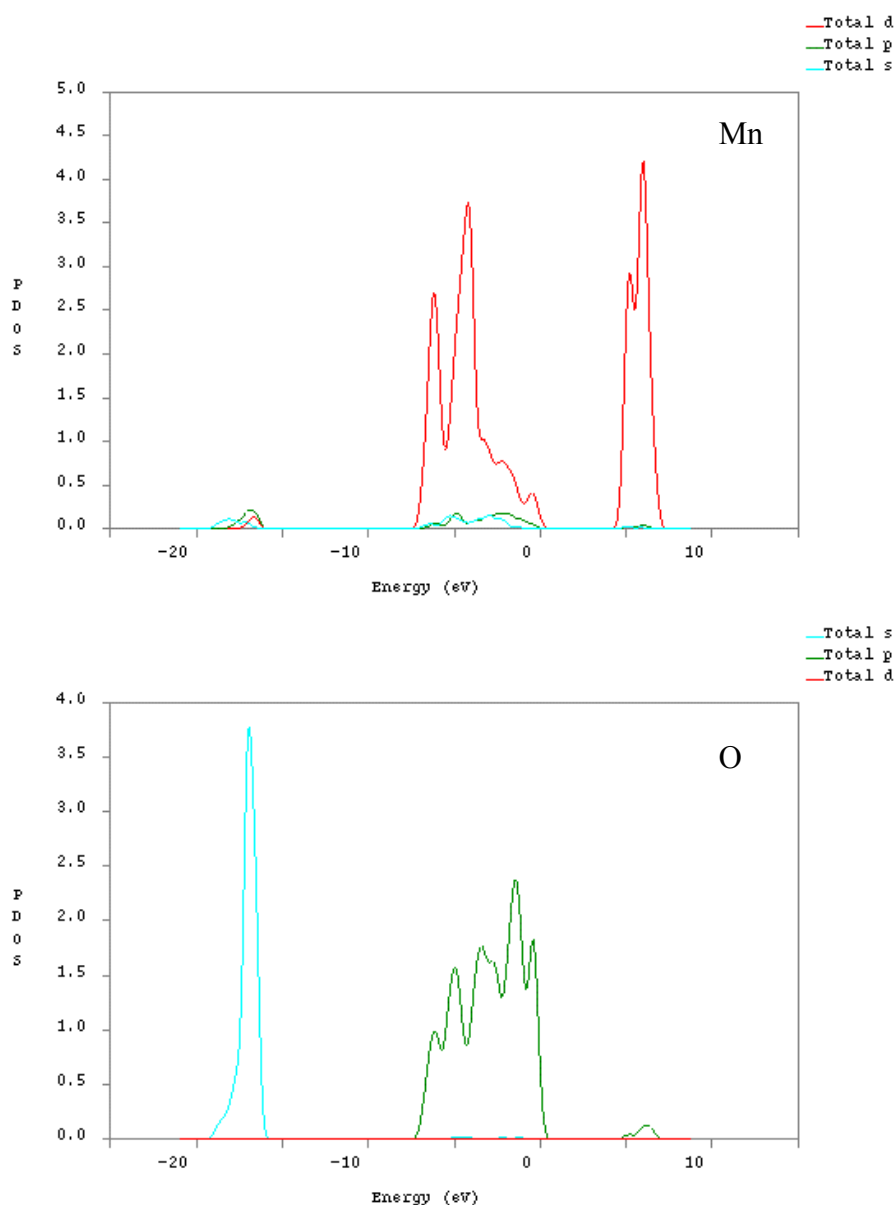 Total d
Total p
Total s
5.0
Mn
4.5
4.0
3.5
3.0
P
D
O
S
2.5
2.0
1.5
1.0
0.5
0.0
-20 -10 0 10
Energy (eV)
Total s
Total p
Total d
4.0
O
3.5
3.0
2.5
P
D
O
S
2.0
1.5
1.0
0.5
0.0
-20 -10 0 10
Energy (eV)